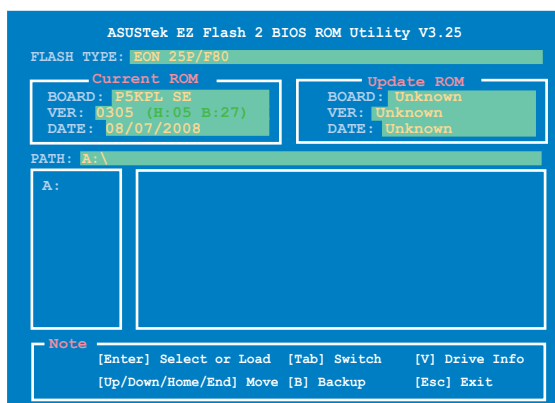 ASUSTek EZ Flash 2 BIOS ROM Utility V3.25
FLASH TYPE: EON 25P/F80
Current ROM
BOARD: P5KPL SE
VER: 0305 (H:05 B:27)
DATE: 08/07/2008
Update ROM
BOARD: Unknown
VER: Unknown
DATE: Unknown
PATH: A:\
A:
Note
[Enter] Select or Load [Tab] Switch [V] Drive Info
[Up/Down/Home/End] Move [B] Backup [Esc] Exit